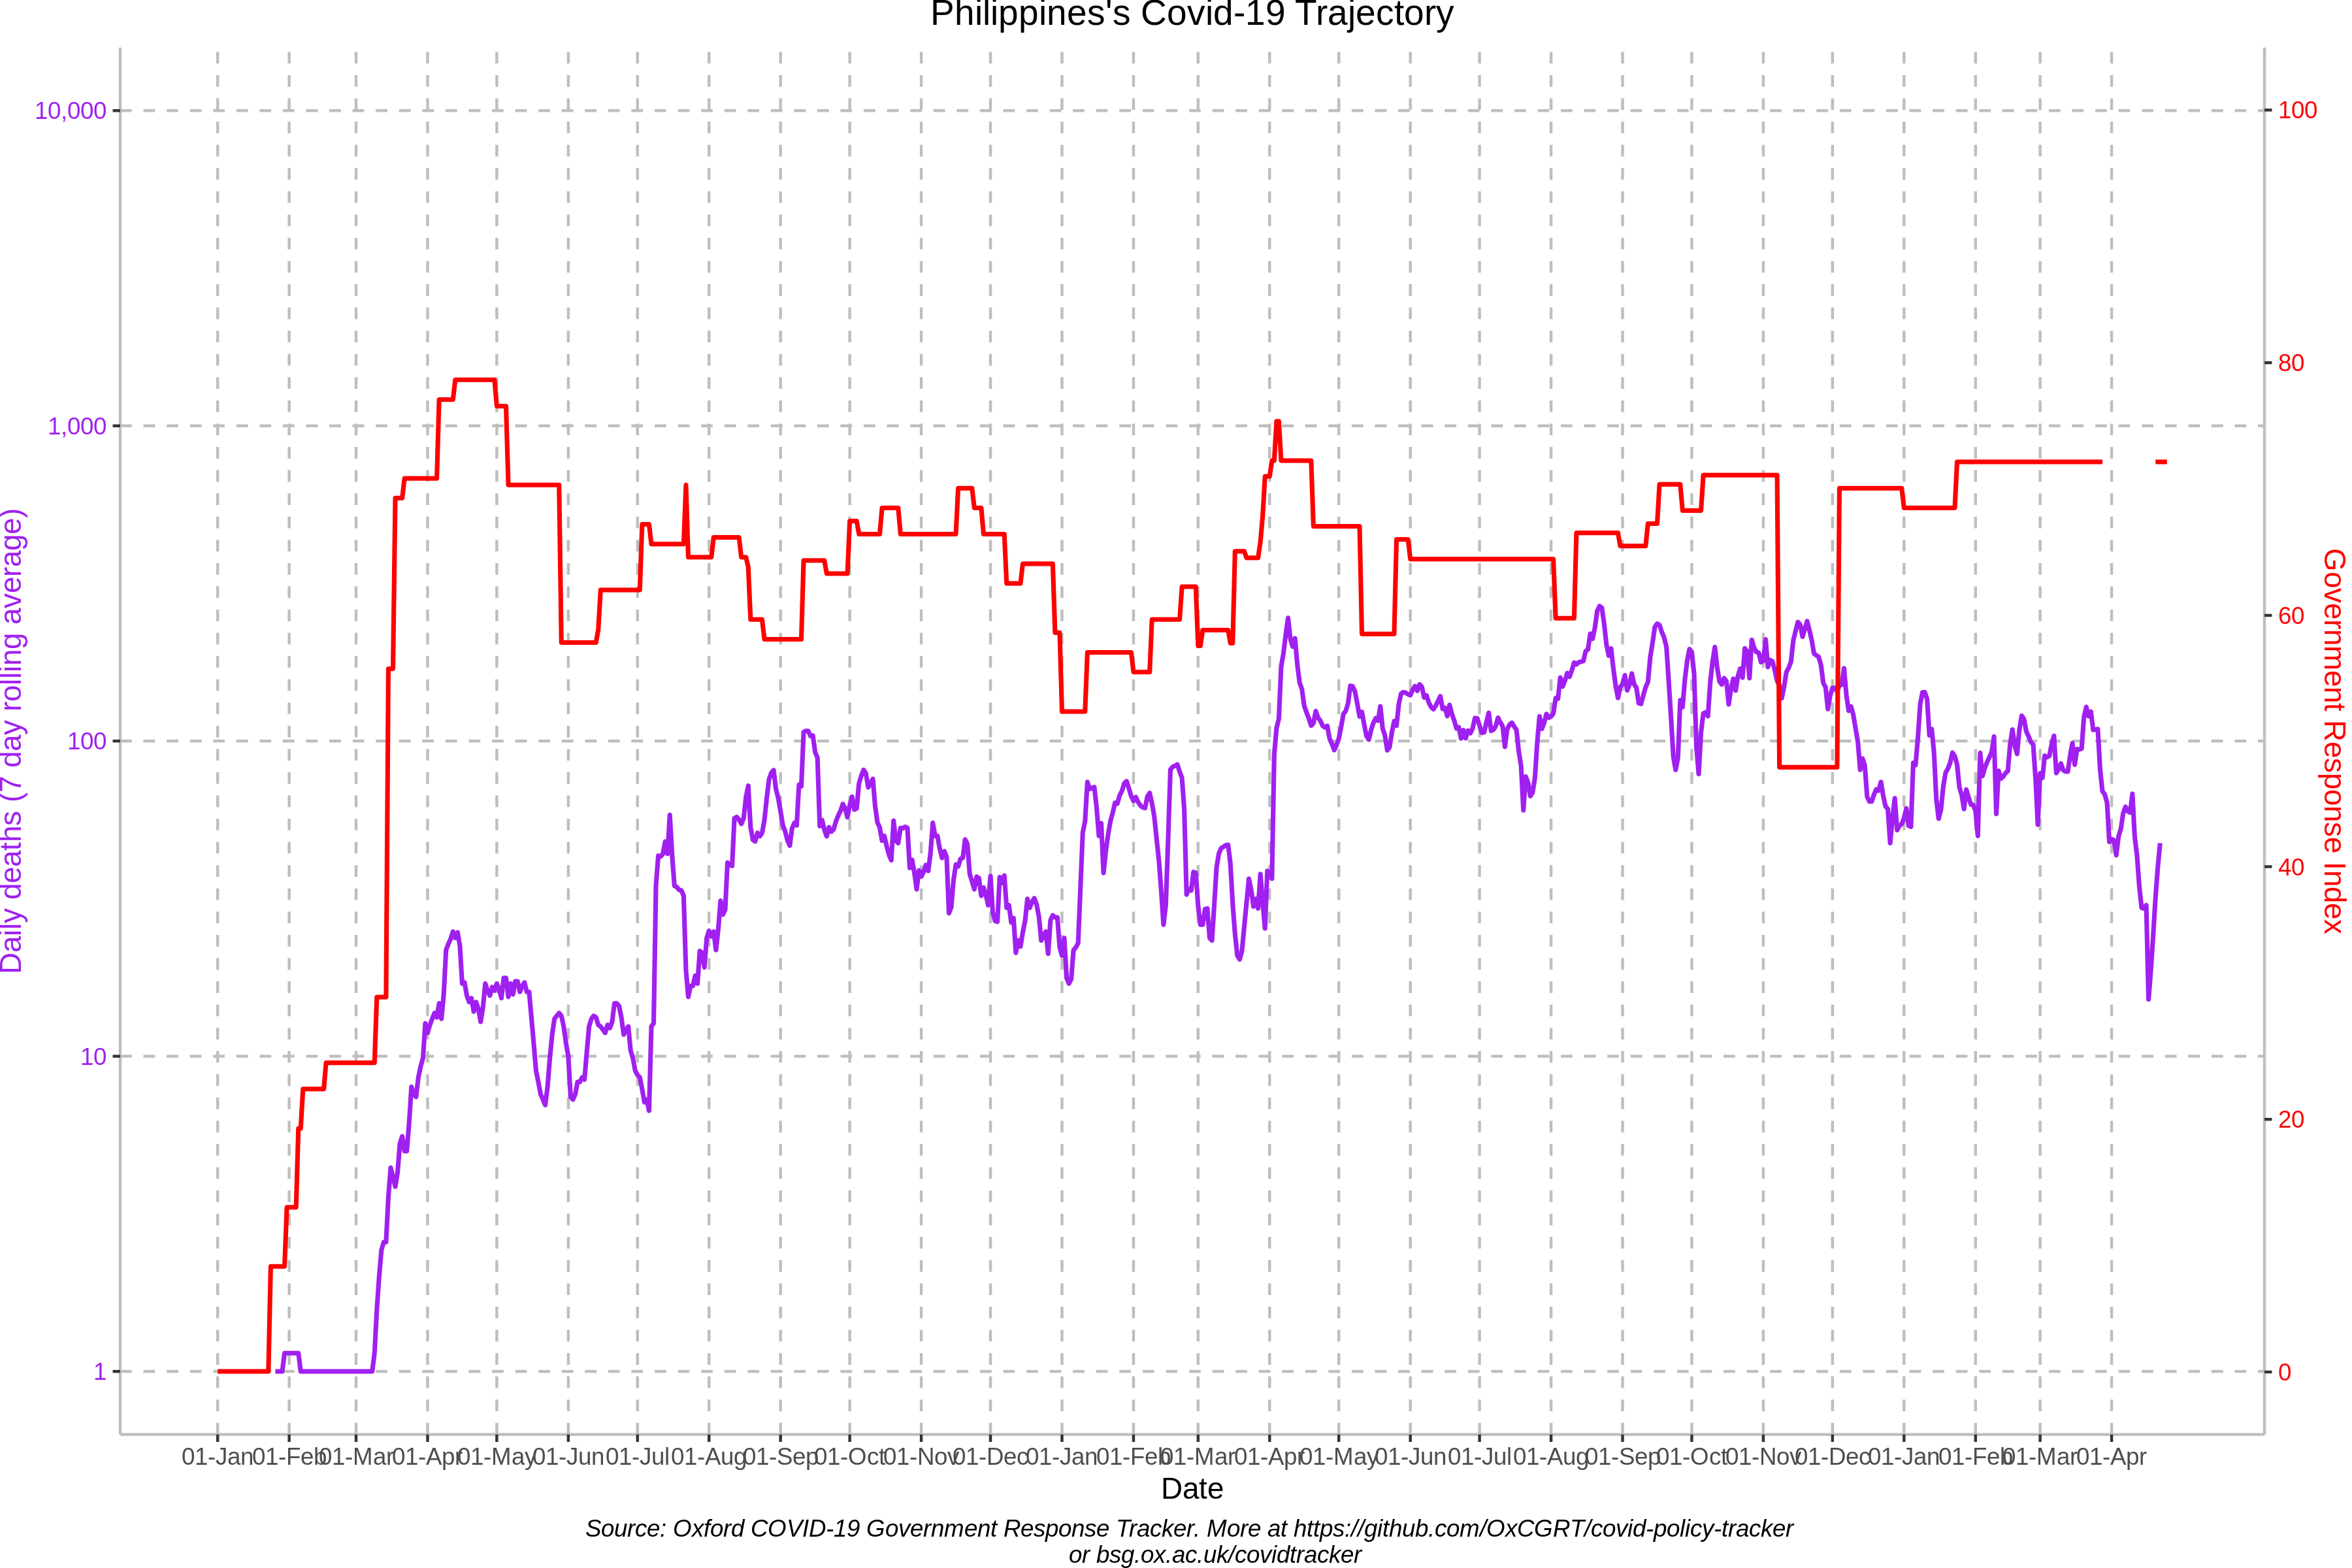 Philippines's Covid-19 Trajectory
10,000
1,000
100
10
1
Daily deaths (7 day rolling average)
100
80
60
40
20
0
Government Response Index
01-Jan 01-Feb 01-Mar 01-Apr 01-May 01-Jun 01-Jul 01-Aug 01-Sep 01-Oct 01-Nov 01-Dec 01-Jan 01-Feb 01-Mar 01-Apr 01-May 01-Jun 01-Jul 01-Aug 01-Sep 01-Oct 01-Nov 01-Dec 01-Jan 01-Feb 01-Mar 01-Apr
Date
Source: Oxford COVID-19 Government Response Tracker. More at https://github.com/OxCGRT/covid-policy-tracker
or bsg.ox.ac.uk/covidtracker